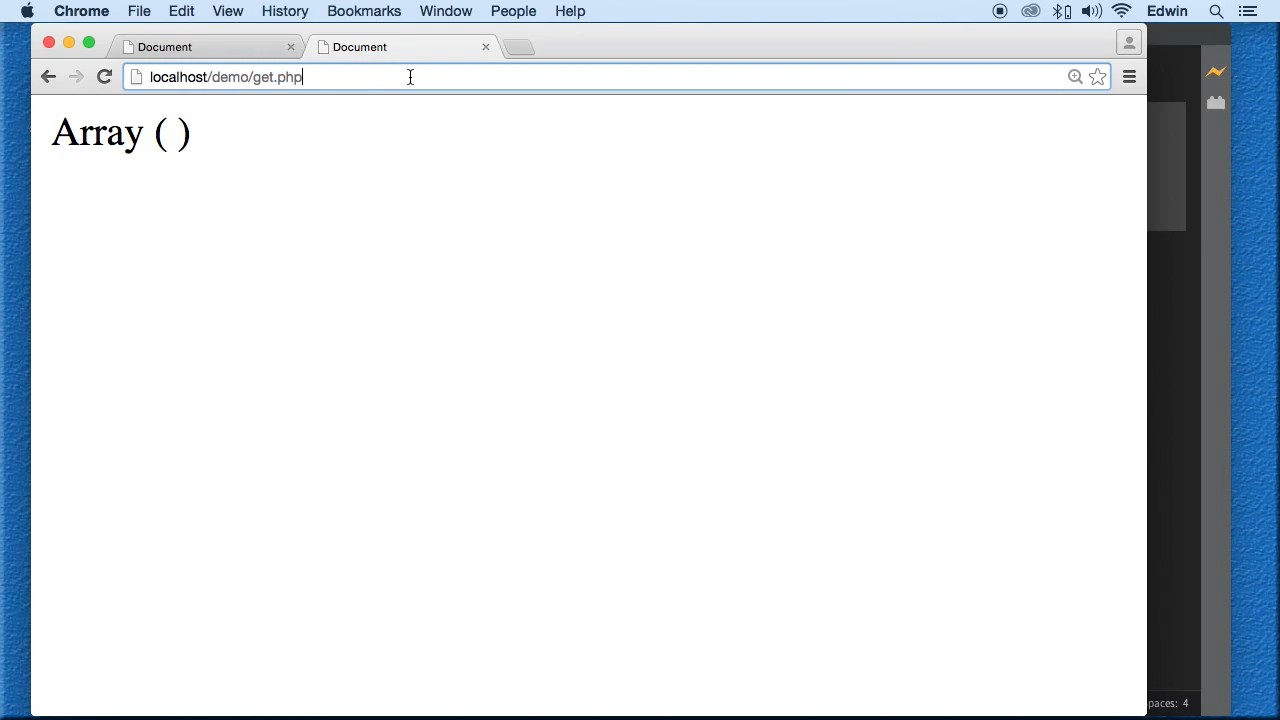 Chrome File Edit View History Bookmarks Window People Help Edwin
Document Document
localhost/demo/get.php
Array ( )
paces: 4